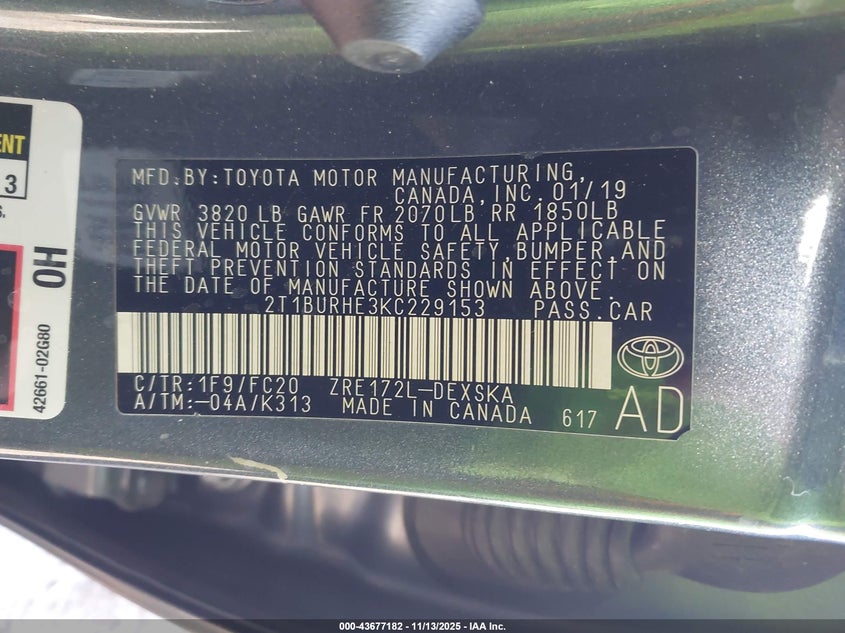 ENT
3
S.
OH
42661-02G80
MFD.BY:TOYOTA MOTOR MANUFACTURING,
CANADA,INC. 01/19
GVWR 3820 LB GAWR FR 2070LB RR 1850LB
THIS VEHICLE CONFORMS TO ALL APPLICABLE
FEDERAL MOTOR VEHICLE SAFETY,BUMPER,AND
THEFT PREVENTION STANDARDS IN EFFECT ON
THE DATE OF MANUFACTURE SHOWN ABOVE.
2T1BURHE3KC229153 PASS.CAR
C/TR:1F9/FC20 ZRE172L-DEXSKA
A/TM:-04A/K313 MADE IN CANADA 617 AD
000-43677182 - 11/13/2025 - IAA Inc.